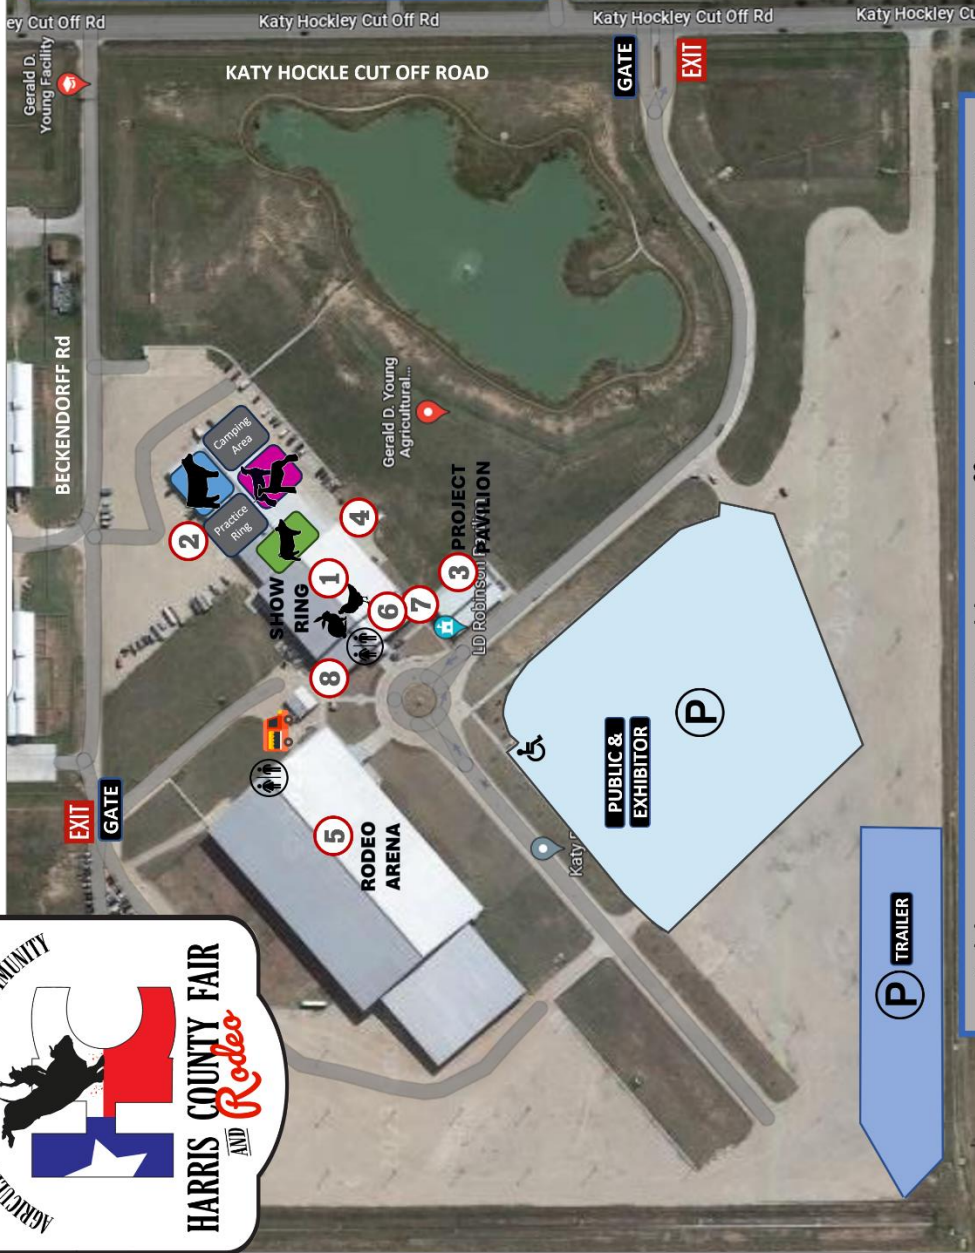 ey Cut Off Rd
Katy Hockley Cut Off Rd
Katy Hockley Cut Off Rd
Katy Hockley Cu
Gerald D.
Young Facility
KATY HOCKLE CUT OFF ROAD
GATE
EXIT
BECKENDORFF Rd
Camping
Area
Practice
Ring
Gerald D. Young
Agricultural...
2
4
1
3
6
7
8
5
SHOW
RING
PROJECT
PAVILION
LD Robinson Pavilion
EXIT
GATE
RODEO
ARENA
PUBLIC &
EXHIBITOR
P
Katy
P
TRAILER
HARRIS COUNTY FAIR
AND Rodeo